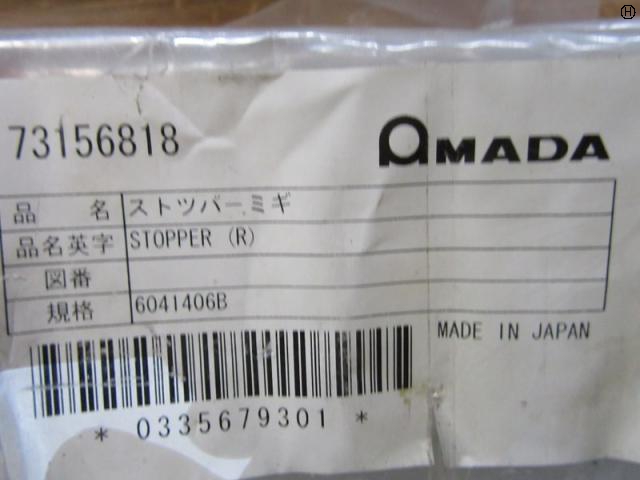 H
73156818
AMADA
品 名 ストツバー ミギ
品名英字 STOPPER (R)
図番
規格 6041406B
MADE IN JAPAN
* 0335679301 *